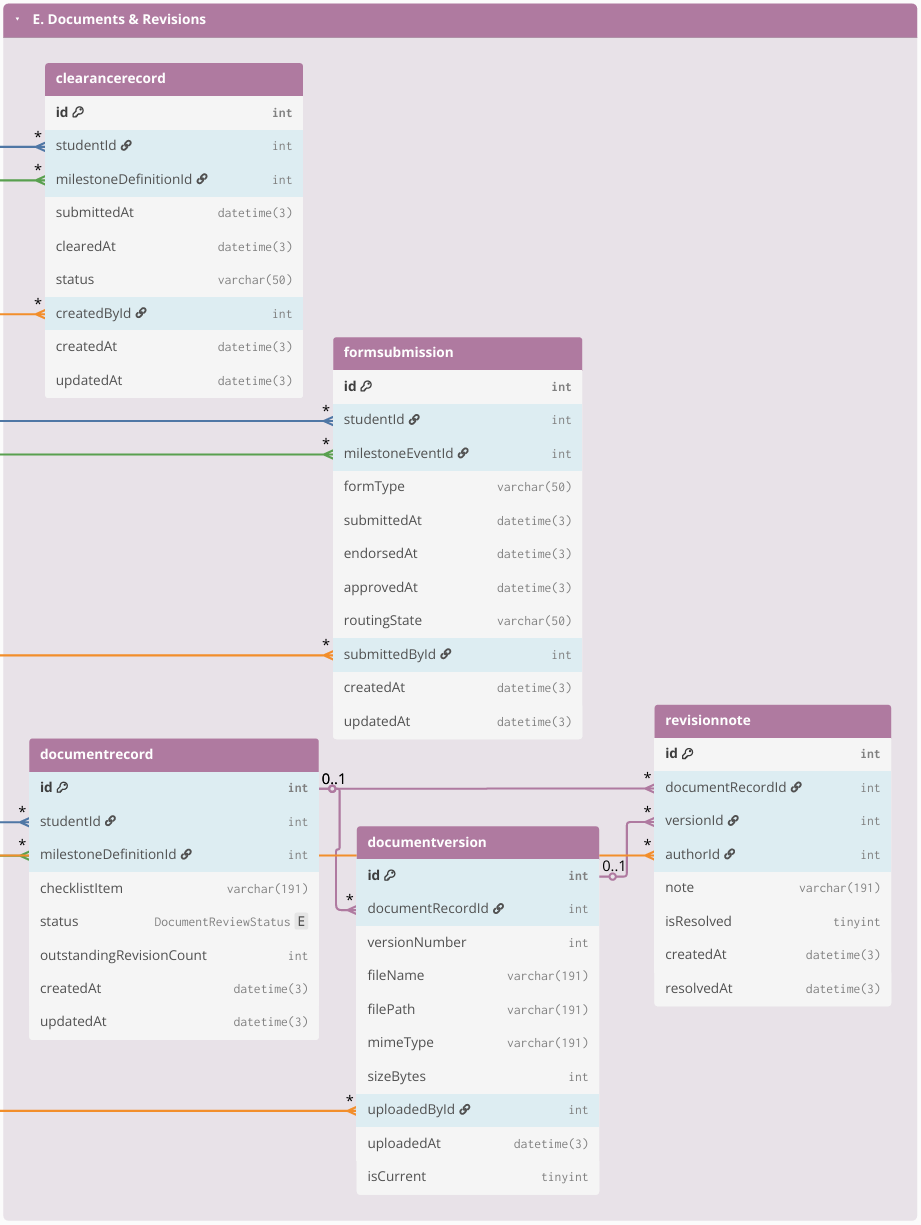 E. Documents & Revisions
clearancerecord
id int
* studentId int
* milestoneDefinitionId int
submittedAt datetime(3)
clearedAt datetime(3)
status varchar(50)
* createdById int
createdAt datetime(3)
updatedAt datetime(3)
formsubmission
id int
* studentId int
* milestoneEventId int
formType varchar(50)
submittedAt datetime(3)
endorsedAt datetime(3)
approvedAt datetime(3)
routingState varchar(50)
* submittedById int
createdAt datetime(3)
updatedAt datetime(3)
documentrecord
id int 0..1
* studentId int
* milestoneDefinitionId int
checklistItem varchar(191)
status DocumentReviewStatus E
outstandingRevisionCount int
createdAt datetime(3)
updatedAt datetime(3)
documentversion
id int 0..1
* documentRecordId int
versionNumber int
fileName varchar(191)
filePath varchar(191)
mimeType varchar(191)
sizeBytes int
* uploadedById int
uploadedAt datetime(3)
isCurrent tinyint
revisionnote
id int
* documentRecordId int
* versionId int
* authorId int
note varchar(191)
isResolved tinyint
createdAt datetime(3)
resolvedAt datetime(3)